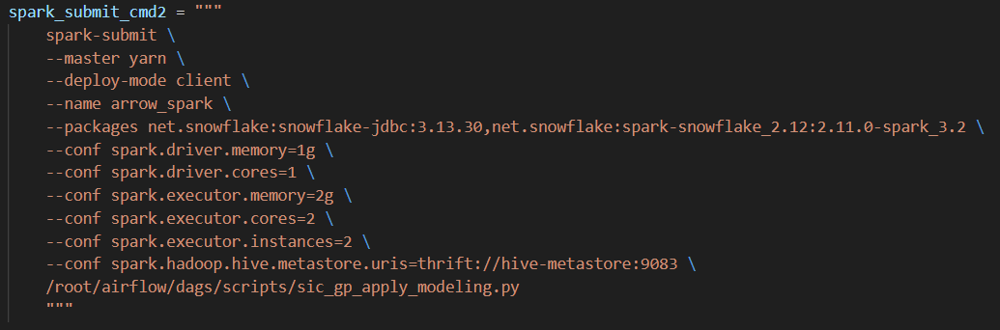 spark_submit_cmd2 = """
    spark-submit \
    --master yarn \
    --deploy-mode client \
    --name arrow_spark \
    --packages net.snowflake:snowflake-jdbc:3.13.30,net.snowflake:spark-snowflake_2.12:2.11.0-spark_3.2 \
    --conf spark.driver.memory=1g \
    --conf spark.driver.cores=1 \
    --conf spark.executor.memory=2g \
    --conf spark.executor.cores=2 \
    --conf spark.executor.instances=2 \
    --conf spark.hadoop.hive.metastore.uris=thrift://hive-metastore:9083 \
    /root/airflow/dags/scripts/sic_gp_apply_modeling.py
    """